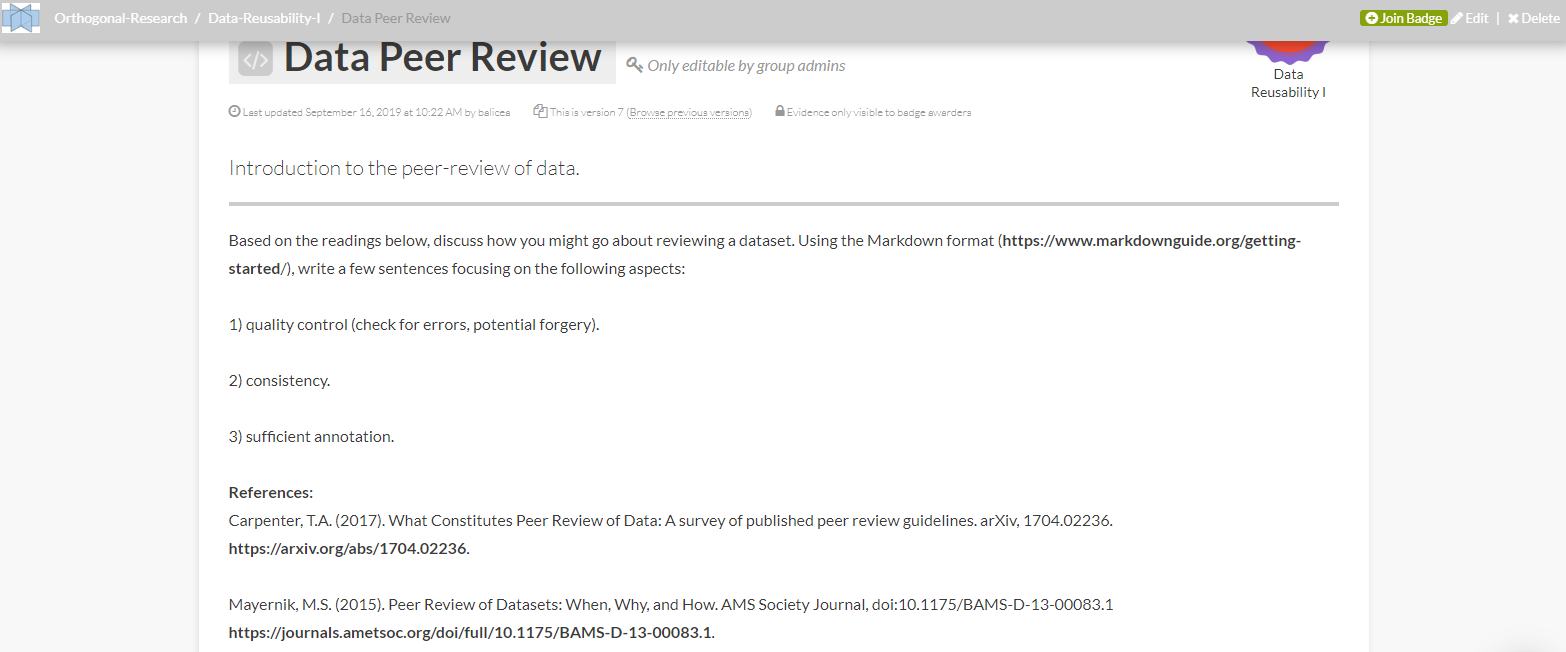 Orthogonal-Research / Data-Reusability-I / Data Peer Review
Join Badge Edit | Delete
</> Data Peer Review Only editable by group admins
Data
Reusability I
Last updated September 16, 2019 at 10:22 AM by balicea This is version 7 (Browse previous versions) Evidence only visible to badge awarders
Introduction to the peer-review of data.
Based on the readings below, discuss how you might go about reviewing a dataset. Using the Markdown format (https://www.markdownguide.org/getting-
started/), write a few sentences focusing on the following aspects:
1) quality control (check for errors, potential forgery).
2) consistency.
3) sufficient annotation.
References:
Carpenter, T.A. (2017). What Constitutes Peer Review of Data: A survey of published peer review guidelines. arXiv, 1704.02236.
https://arxiv.org/abs/1704.02236.
Mayernik, M.S. (2015). Peer Review of Datasets: When, Why, and How. AMS Society Journal, doi:10.1175/BAMS-D-13-00083.1
https://journals.ametsoc.org/doi/full/10.1175/BAMS-D-13-00083.1.